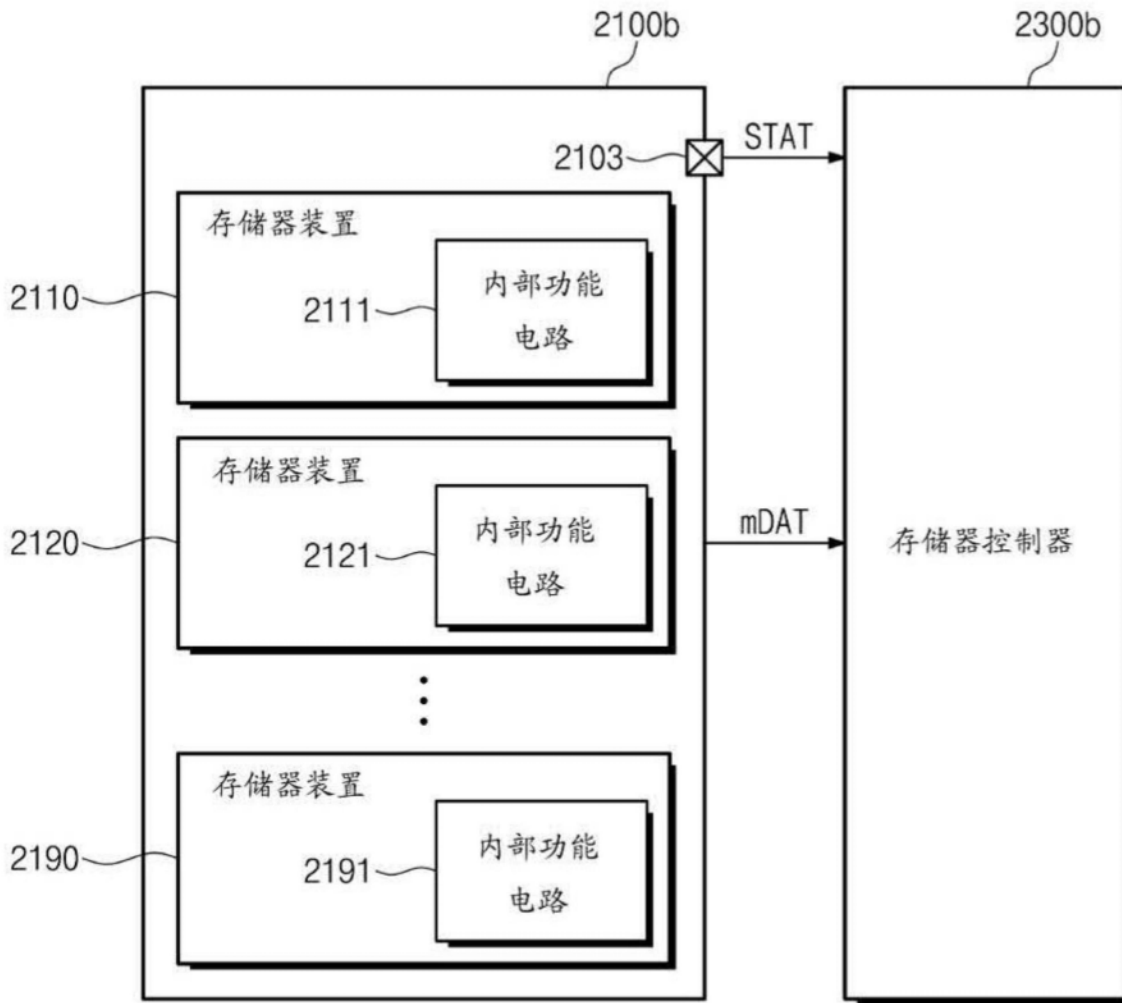 2100b
2300b
2103
STAT
存储器装置
2110
2111
内部功能
电路
存储器装置
2120
2121
内部功能
电路
mDAT
存储器控制器
存储器装置
2190
2191
内部功能
电路